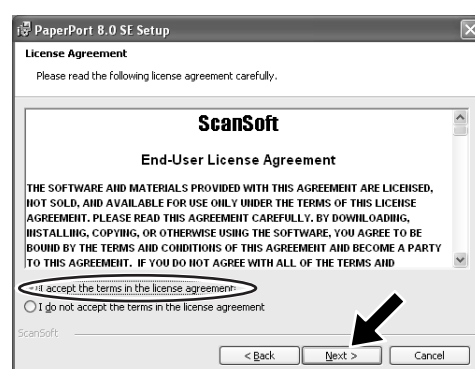 PaperPort 8.0 SE Setup
License Agreement
Please read the following license agreement carefully.
ScanSoft
End-User License Agreement
THE SOFTWARE AND MATERIALS PROVIDED WITH THIS AGREEMENT ARE LICENSED,
NOT SOLD, AND AVAILABLE FOR USE ONLY UNDER THE TERMS OF THIS LICENSE
AGREEMENT. PLEASE READ THIS AGREEMENT CAREFULLY. BY DOWNLOADING,
INSTALLING, COPYING, OR OTHERWISE USING THE SOFTWARE, YOU AGREE TO BE
BOUND BY THE TERMS AND CONDITIONS OF THIS AGREEMENT AND BECOME A PARTY
TO THIS AGREEMENT. IF YOU DO NOT AGREE WITH ALL OF THE TERMS AND
I accept the terms in the license agreement
I do not accept the terms in the license agreement
ScanSoft
< Back Next > Cancel